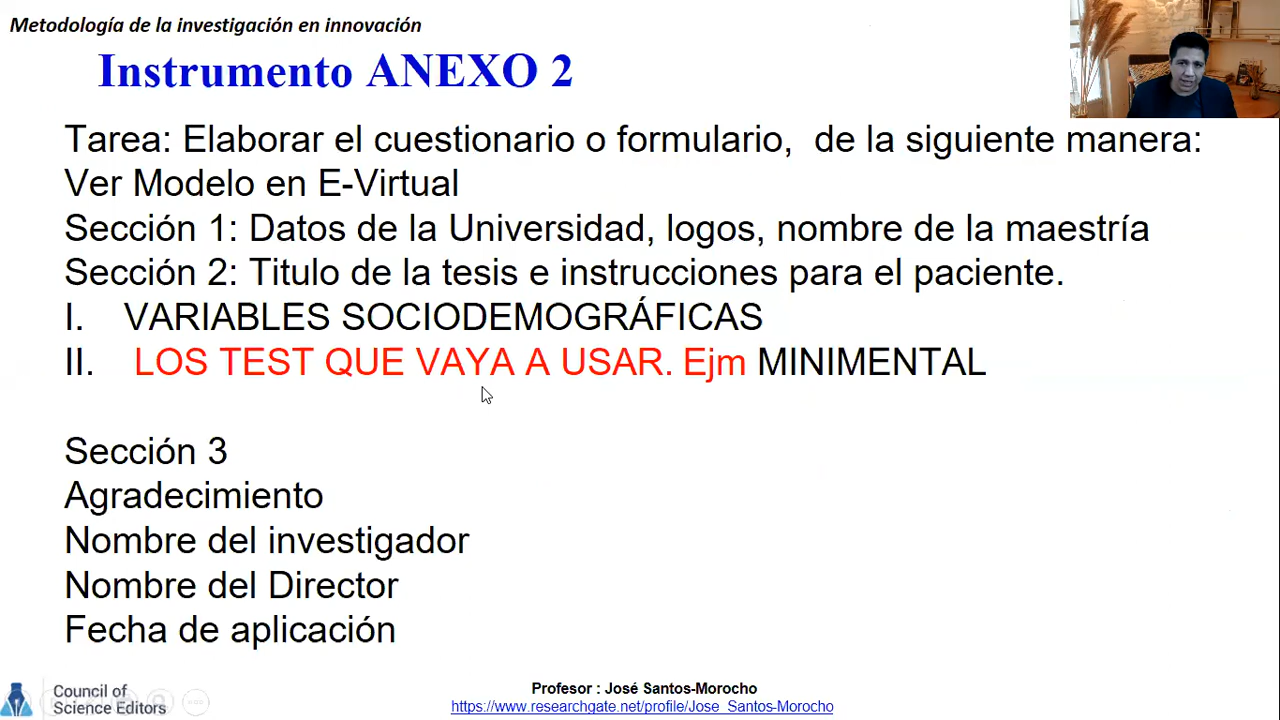 Metodología de la investigación en innovación
Instrumento ANEXO 2
Tarea: Elaborar el cuestionario o formulario, de la siguiente manera:
Ver Modelo en E-Virtual
Sección 1: Datos de la Universidad, logos, nombre de la maestría
Sección 2: Titulo de la tesis e instrucciones para el paciente.
I. VARIABLES SOCIODEMOGRÁFICAS
II. LOS TEST QUE VAYA A USAR. Ejm MINIMENTAL
Sección 3
Agradecimiento
Nombre del investigador
Nombre del Director
Fecha de aplicación
Council of
Science Editors
Profesor : José Santos-Morocho
https://www.researchgate.net/profile/Jose_Santos-Morocho